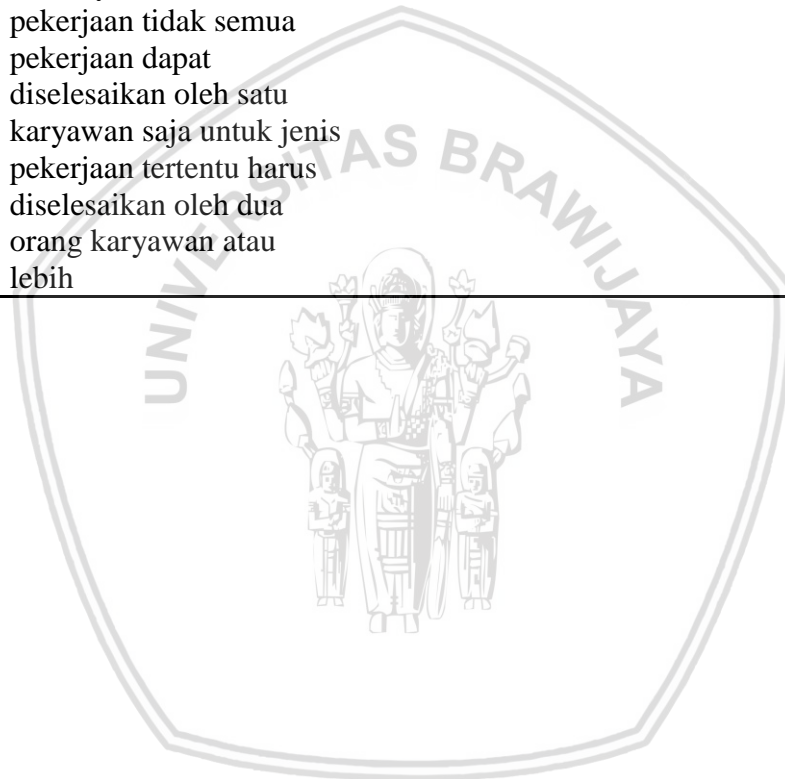 pekerjaan tidak semua
pekerjaan dapat
diselesaikan oleh satu
karyawan saja untuk jenis
pekerjaan tertentu harus
diselesaikan oleh dua
orang karyawan atau
lebih
UNIVERSITAS BRAWIJAYA